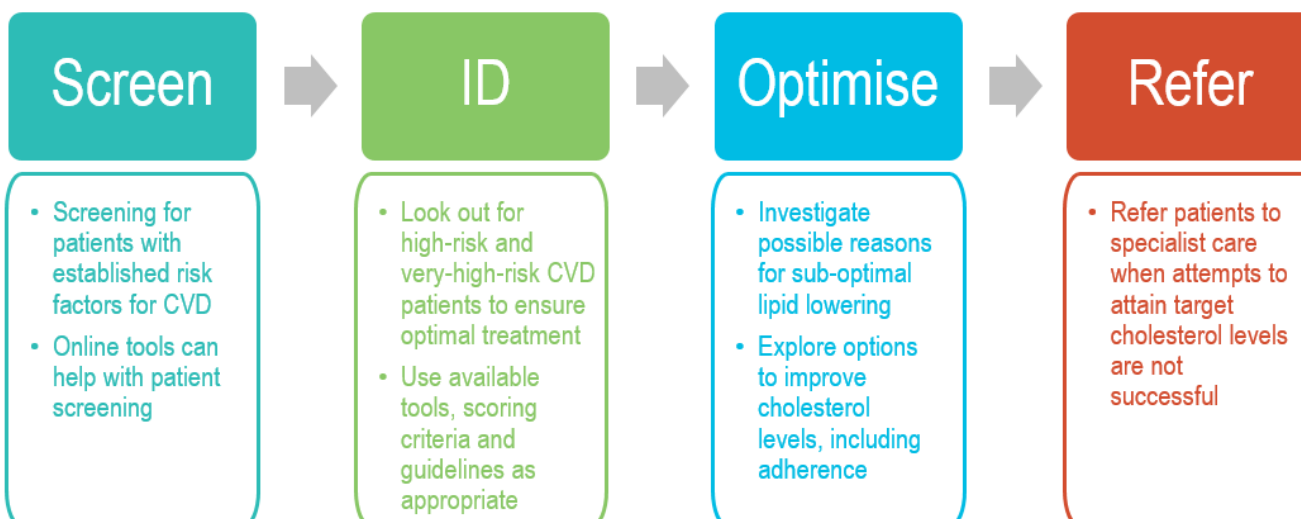 Screen
ID
Optimise
Refer
• Screening for
patients with
established risk
factors for CVD
• Online tools can
help with patient
screening
• Look out for
high-risk and
very-high-risk CVD
patients to ensure
optimal treatment
• Use available
tools, scoring
criteria and
guidelines as
appropriate
• Investigate
possible reasons
for sub-optimal
lipid lowering
• Explore options
to improve
cholesterol
levels, including
adherence
• Refer patients to
specialist care
when attempts to
attain target
cholesterol levels
are not
successful